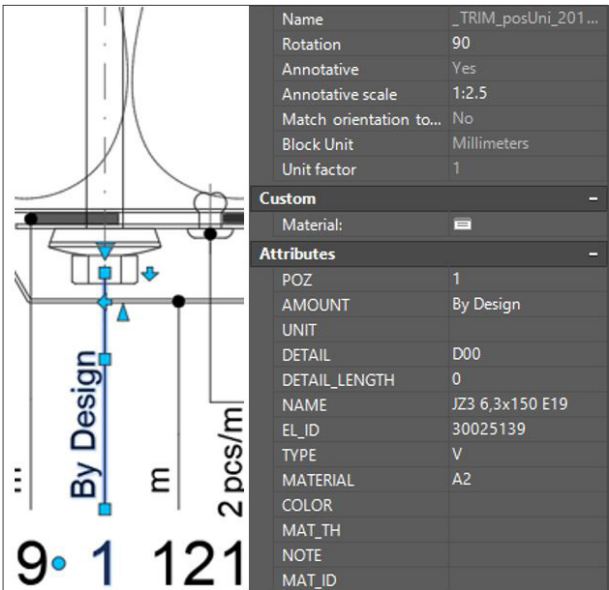 By Design
m
m
2 pcs/m
9 1 121
Name _TRIM_posUni_201...
Rotation 90
Annotative Yes
Annotative scale 1:2.5
Match orientation to... No
Block Unit Millimeters
Unit factor 1
Custom
Material:
Attributes
POZ 1
AMOUNT By Design
UNIT
DETAIL D00
DETAIL_LENGTH 0
NAME JZ3 6,3x150 E19
EL_ID 30025139
TYPE V
MATERIAL A2
COLOR
MAT_TH
NOTE
MAT_ID